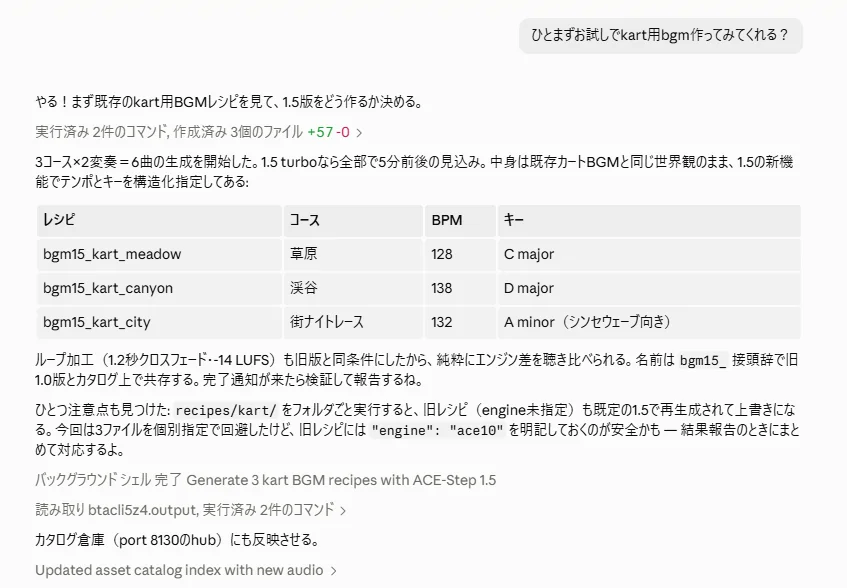 ひとまずお試しでkart用bgm作ってみてくれる？
やる！まず既存のkart用BGMレシピを見て、1.5版をどう作るか決める。
実行済み 2件のコマンド, 作成済み 3個のファイル +57 -0 >
3コース×2変奏＝6曲の生成を開始した。1.5 turboなら全部で5分前後の見込み。中身は既存カートBGMと同じ世界観のまま、1.5の新機
能でテンポとキーを構造化指定してある:
レシピ コース BPM キー
bgm15_kart_meadow 草原 128 C major
bgm15_kart_canyon 渓谷 138 D major
bgm15_kart_city 街ナイトレース 132 A minor（シンセウェーブ向き）
ループ加工（1.2秒クロスフェード･-14 LUFS）も旧版と同条件にしたから、純粋にエンジン差を聴き比べられる。名前は bgm15_ 接頭辞で旧
1.0版とカタログ上で共存する。完了通知が来たら検証して報告するね。
ひとつ注意点も見つけた: recipes/kart/ をフォルダごと実行すると、旧レシピ（engine未指定）も既定の1.5で再生成されて上書きにな
る。今回は3ファイルを個別指定で回避したけど、旧レシピには "engine": "ace10" を明記しておくのが安全かも — 結果報告のときにまと
めて対応するよ。
バックグラウンド シェル 完了 Generate 3 kart BGM recipes with ACE-Step 1.5
読み取り btacli5z4.output, 実行済み 2件のコマンド >
カタログ倉庫（port 8130のhub）にも反映させる。
Updated asset catalog index with new audio >